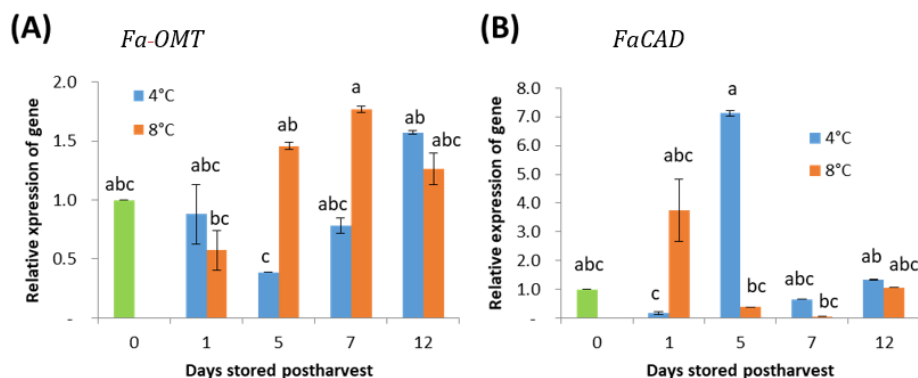 (A)
Fa-OMT
Relative xpression of gene
2.0
1.5
1.0
0.5
-
4°C
8°C
abc
abc
bc
c
ab
abc
a
ab
abc
0
1
5
7
12
Days stored postharvest
(B)
FaCAD
Relative expression of gene
8.0
7.0
6.0
5.0
4.0
3.0
2.0
1.0
-
4°C
8°C
abc
c
abc
a
bc
abc
bc
ab
abc
0
1
5
7
12
Days stored postharvest